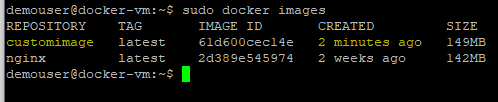 demouser@docker-vm:~$ sudo docker images
REPOSITORY TAG IMAGE ID CREATED SIZE
customimage latest 61d600cec14e 2 minutes ago 149MB
nginx latest 2d389e545974 2 weeks ago 142MB
demouser@docker-vm:~$